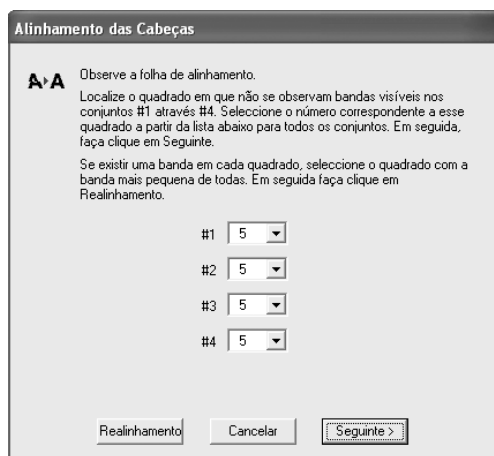 Alinhamento das Cabeças
A A
Observe a folha de alinhamento.
Localize o quadrado em que não se observam bandas visíveis nos
conjuntos #1 através #4. Seleccione o número correspondente a esse
quadrado a partir da lista abaixo para todos os conjuntos. Em seguida,
faça clique em Seguinte.
Se existir uma banda em cada quadrado, seleccione o quadrado com a
banda mais pequena de todas. Em seguida faça clique em
Realinhamento.
#1 5
#2 5
#3 5
#4 5
Realinhamento Cancelar Seguinte >